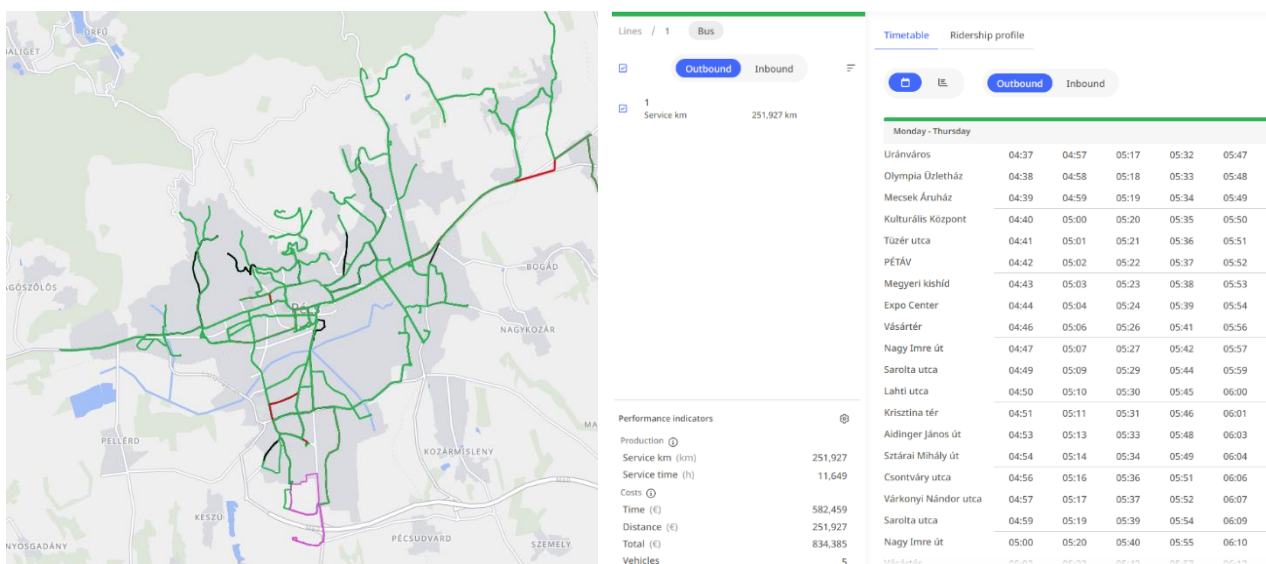 ORFŰ
BALIGET
BOGÁD
AGÖSZÖLŐS
Pécs
NAGYKOZÁR
PELLÉRD
KOZÁRMISLENY
MA
M60
KESZÜ
PÉCSUDVARD
NYOSGADÁNY
SZEMELY
Lines / 1 Bus
Outbound Inbound
1
Service km 251,927 km
Performance indicators
Production
Service km (km) 251,927
Service time (h) 11,649
Costs
Time (€) 582,459
Distance (€) 251,927
Total (€) 834,385
Vehicles 5
Timetable Ridership profile
Outbound Inbound
Monday - Thursday
Uránváros 04:37 04:57 05:17 05:32 05:47
Olympia Üzletház 04:38 04:58 05:18 05:33 05:48
Mecsek Áruház 04:39 04:59 05:19 05:34 05:49
Kulturális Központ 04:40 05:00 05:20 05:35 05:50
Tüzér utca 04:41 05:01 05:21 05:36 05:51
PÉTÁV 04:42 05:02 05:22 05:37 05:52
Megyeri kishíd 04:43 05:03 05:23 05:38 05:53
Expo Center 04:44 05:04 05:24 05:39 05:54
Vásártér 04:46 05:06 05:26 05:41 05:56
Nagy Imre út 04:47 05:07 05:27 05:42 05:57
Sarolta utca 04:49 05:09 05:29 05:44 05:59
Lahti utca 04:50 05:10 05:30 05:45 06:00
Krisztina tér 04:51 05:11 05:31 05:46 06:01
Aidinger János út 04:53 05:13 05:33 05:48 06:03
Sztárai Mihály út 04:54 05:14 05:34 05:49 06:04
Csontváry utca 04:56 05:16 05:36 05:51 06:06
Várkonyi Nándor utca 04:57 05:17 05:37 05:52 06:07
Sarolta utca 04:59 05:19 05:39 05:54 06:09
Nagy Imre út 05:00 05:20 05:40 05:55 06:10